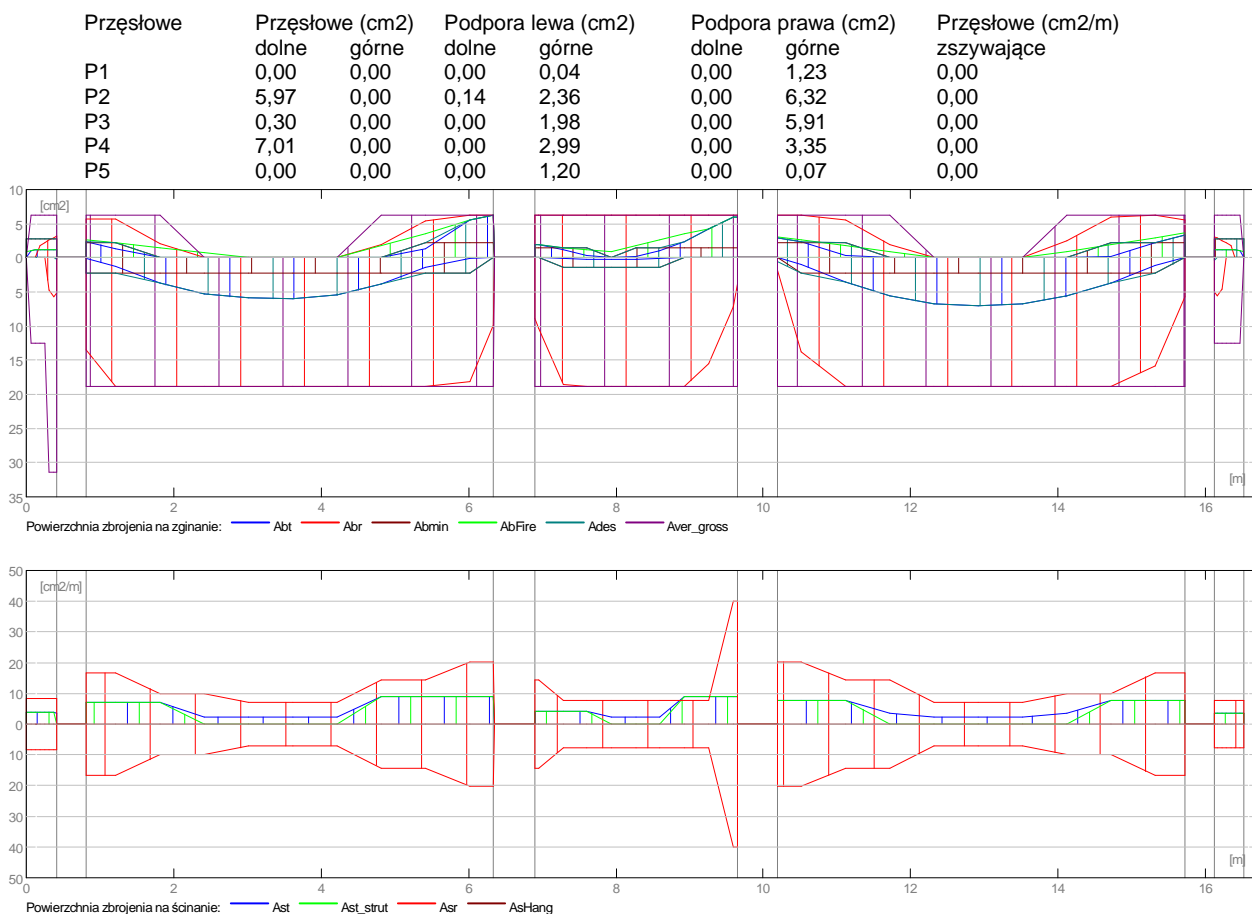 Przęsłowe Przęsłowe (cm2) Podpora lewa (cm2) Podpora prawa (cm2) Przęsłowe (cm2/m)
dolne górne dolne górne dolne górne zszywające
P1 0,00 0,00 0,00 0,04 0,00 1,23 0,00
P2 5,97 0,00 0,14 2,36 0,00 6,32 0,00
P3 0,30 0,00 0,00 1,98 0,00 5,91 0,00
P4 7,01 0,00 0,00 2,99 0,00 3,35 0,00
P5 0,00 0,00 0,00 1,20 0,00 0,07 0,00
10
[cm2]
5
0
5
10
15
20
25
30
[m]
35
0 2 4 6 8 10 12 14 16
Powierzchnia zbrojenia na zginanie: Abt Abr Abmin AbFire Ades Aver_gross
50
[cm2/m]
40
30
20
10
0
10
20
30
40
[m]
50
0 2 4 6 8 10 12 14 16
Powierzchnia zbrojenia na ścinanie: Ast Ast_strut Asr AsHang